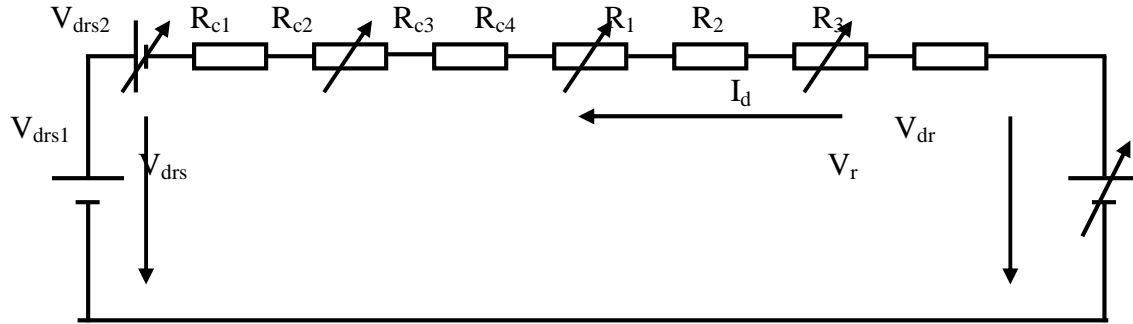 V_drs2 R_c1 R_c2 R_c3 R_c4 R_1 R_2 R_3
I_d
V_drs1 V_dr
V_drs V_r